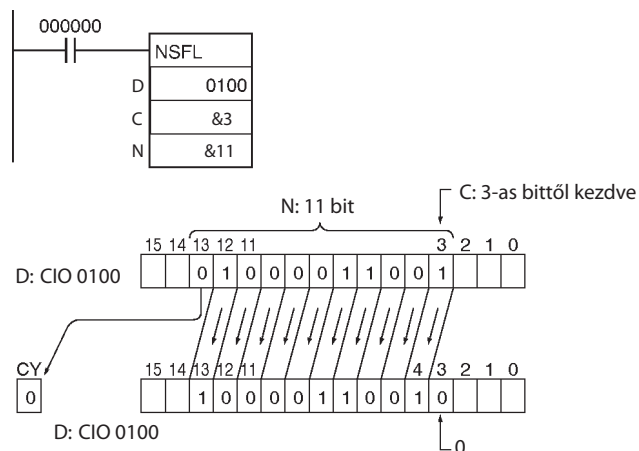 000000
NSFL
D 0100
C &3
N &11
C: 3-as bittől kezdve
N: 11 bit
15 14 13 12 11 3 2 1 0
D: CIO 0100 0 1 0 0 0 0 1 1 0 0 1
CY 15 14 13 12 11 4 3 2 1 0
0 1 0 0 0 0 1 1 0 0 1 0
D: CIO 0100
0